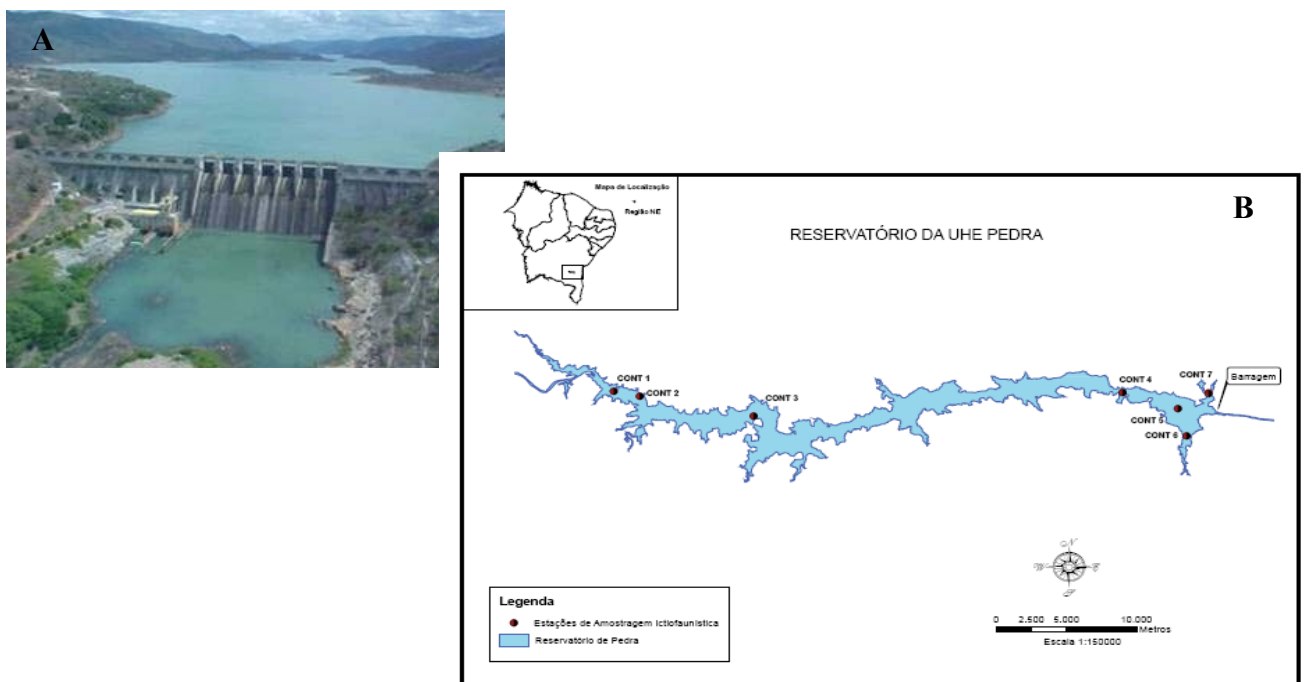 A
B
Mapa de Localização
Região NE
RESERVATÓRIO DA UHE PEDRA
CONT 1
CONT 2
CONT 3
CONT 4
CONT 5
CONT 6
CONT 7
Barragem
N
W
E
S
Legenda
Estações de Amostragem Ictiofaunística
Reservatório de Pedra
0 2.500 5.000 10.000
Metros
Escala 1:150000